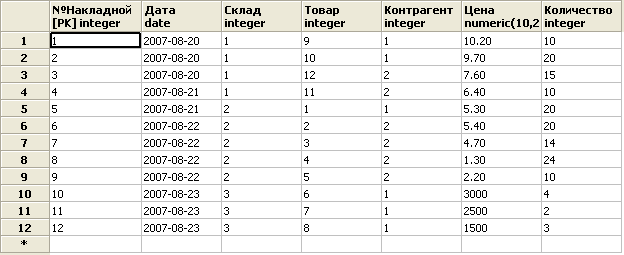 №Накладной Дата Склад Товар Контрагент Цена Количество
[PK] integer date integer integer integer numeric(10,2 integer
1 1 2007-08-20 1 9 1 10.20 10
2 2 2007-08-20 1 10 1 9.70 20
3 3 2007-08-20 1 12 2 7.60 15
4 4 2007-08-21 1 11 2 6.40 10
5 5 2007-08-21 2 1 1 5.30 20
6 6 2007-08-22 2 2 2 5.40 20
7 7 2007-08-22 2 3 2 4.70 14
8 8 2007-08-22 2 4 2 1.30 24
9 9 2007-08-22 2 5 2 2.20 10
10 10 2007-08-23 3 6 1 3000 4
11 11 2007-08-23 3 7 1 2500 2
12 12 2007-08-23 3 8 1 1500 3
*